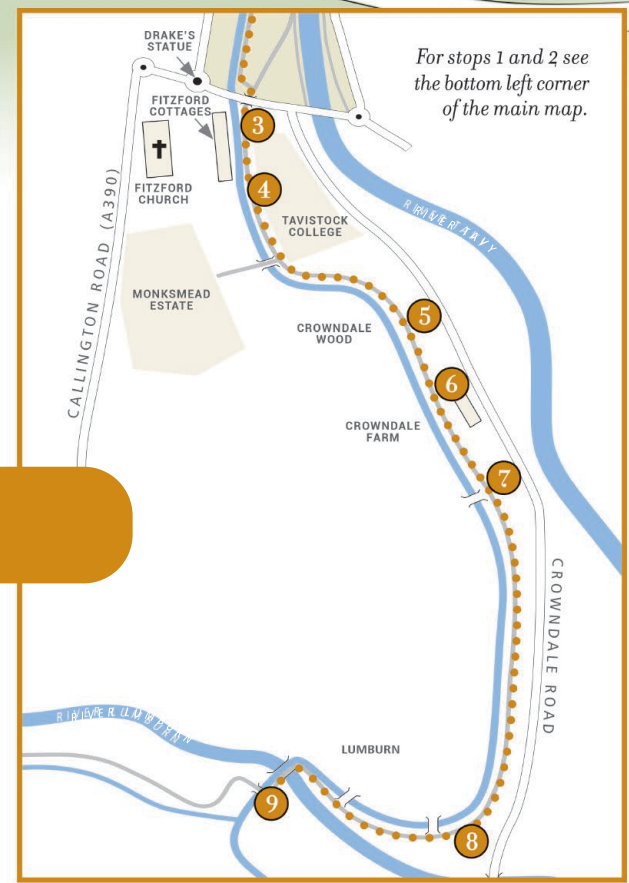 DRAKE'S
STATUE
For stops 1 and 2 see
the bottom left corner
of the main map.
FITZFORD
COTTAGES
3
FITZFORD
CHURCH
4
TAVISTOCK
COLLEGE
RIVER TAVY
CALLINGTON ROAD (A390)
MONKSMEAD
ESTATE
5
CROWNDALE
WOOD
6
CROWNDALE
FARM
7
CROWNDALE ROAD
RIVER LUMBURN
LUMBURN
9
8